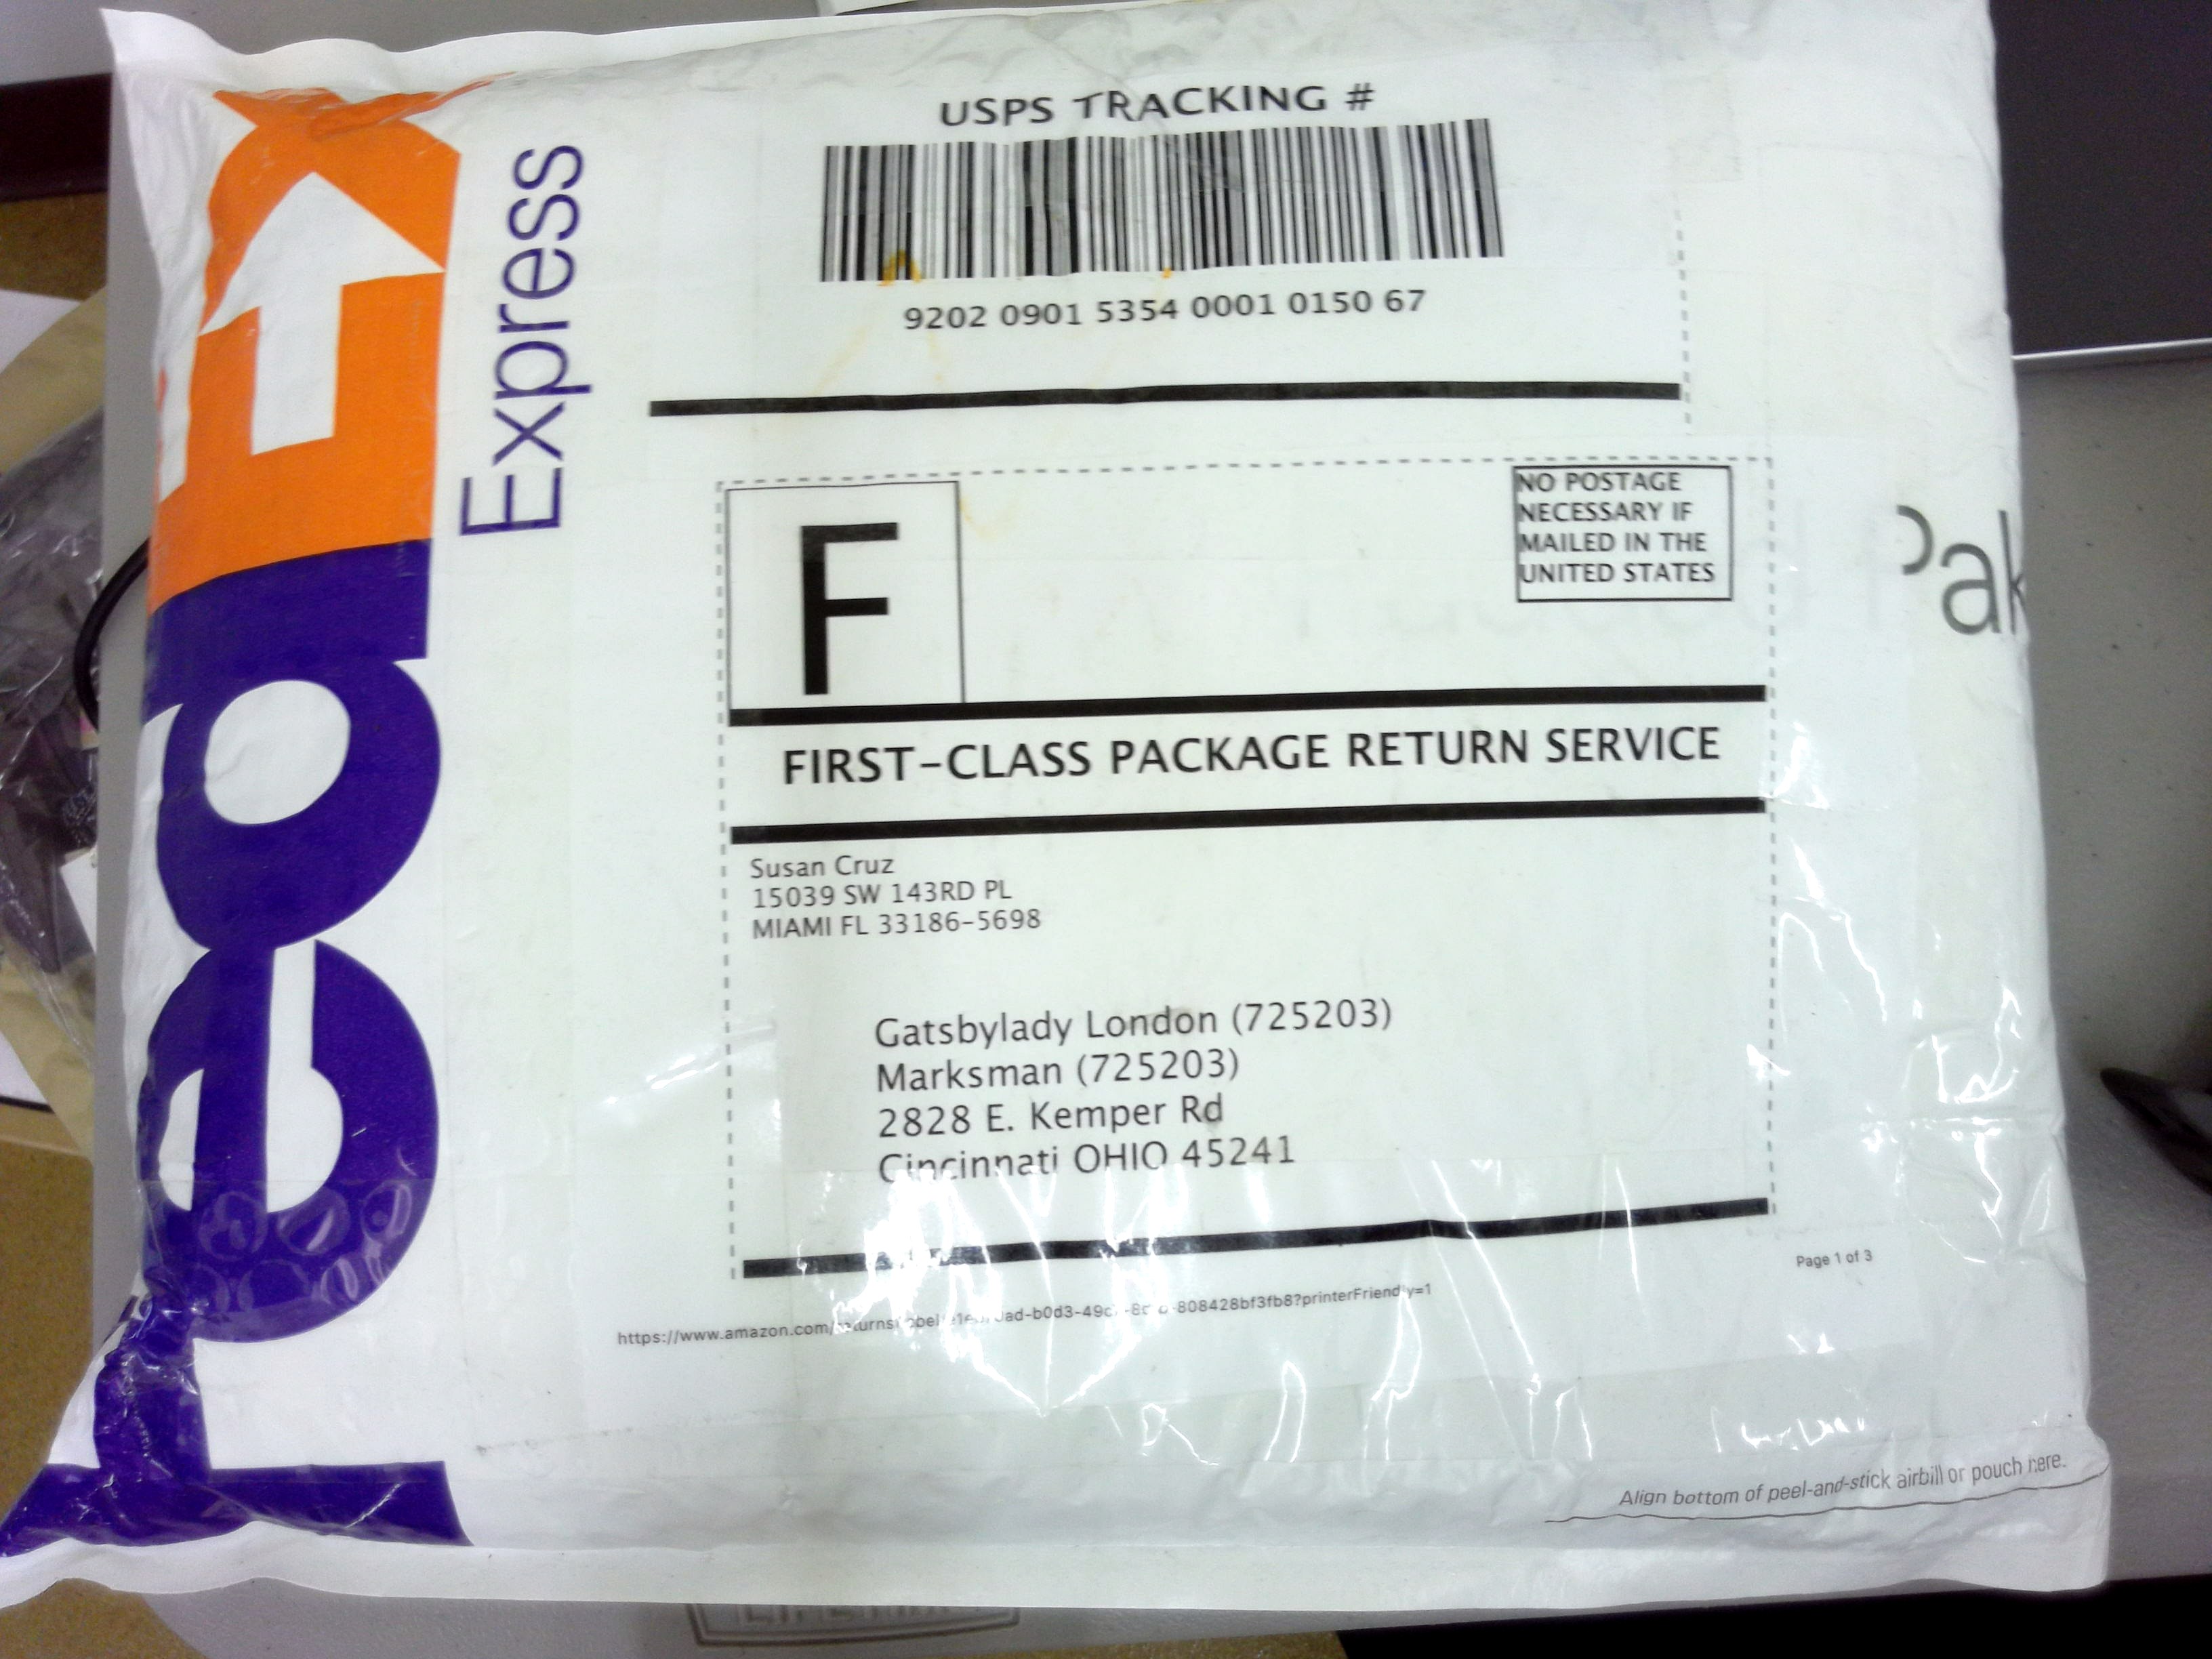 FedEx
Express
USPS TRACKING #
9202 0901 5354 0001 0150 67
F
NO POSTAGE
NECESSARY IF
MAILED IN THE
UNITED STATES
Pak
FIRST-CLASS PACKAGE RETURN SERVICE
Susan Cruz
15039 SW 143RD PL
MIAMI FL 33186-5698
Gatsbylady London (725203)
Marksman (725203)
2828 E. Kemper Rd
Cincinnati OHIO 45241
Page 1 of 3
https://www.amazon.com/
Align bottom of peel-and-stick airbill or pouch here.